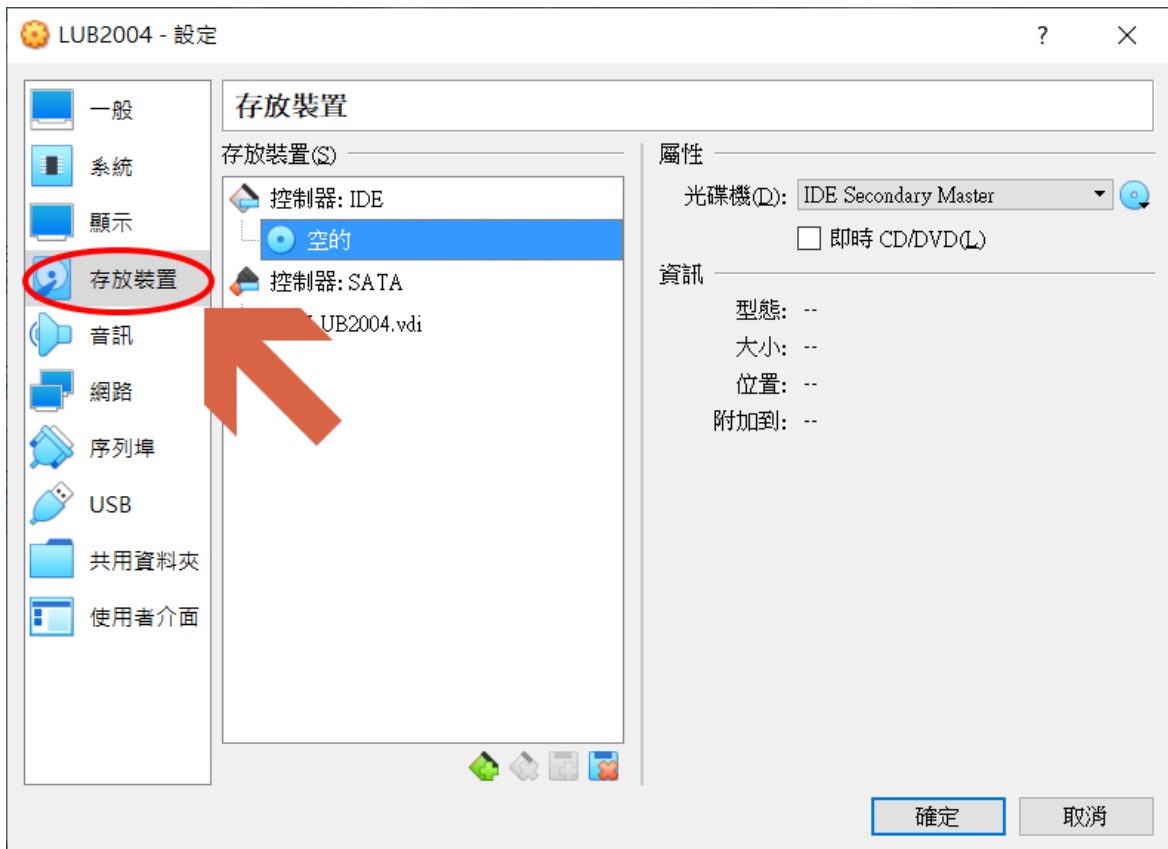 LUB2004 - 設定
?
一般
系統
顯示
存放裝置
音訊
網路
序列埠
USB
共用資料夾
使用者介面
存放裝置
存放裝置(S)
控制器: IDE
空的
控制器: SATA
UB2004.vdi
屬性
光碟機(D): IDE Secondary Master
即時 CD/DVD(L)
資訊
型態: --
大小: --
位置: --
附加到: --
確定
取消